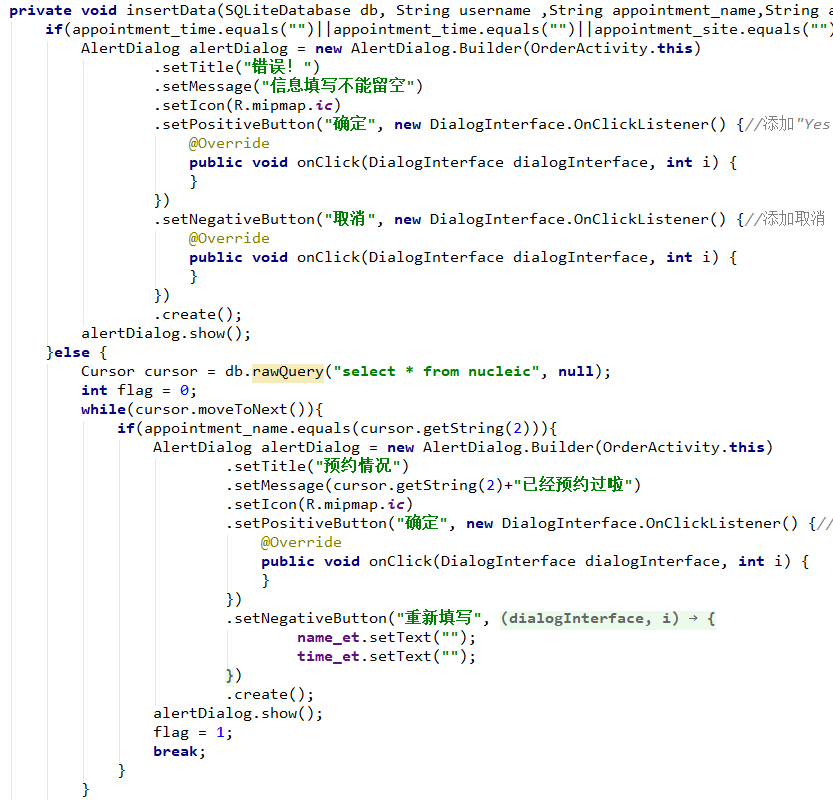 private void insertData(SQLiteDatabase db, String username ,String appointment_name,String a
if(appointment_time.equals("")||appointment_time.equals("")||appointment_site.equals("")
AlertDialog alertDialog = new AlertDialog.Builder(OrderActivity.this)
.setTitle("错误！")
.setMessage("信息填写不能留空")
.setIcon(R.mipmap.ic)
.setPositiveButton("确定", new DialogInterface.OnClickListener() {//添加"Yes
@Override
public void onClick(DialogInterface dialogInterface, int i) {
}
})
.setNegativeButton("取消", new DialogInterface.OnClickListener() {//添加取消
@Override
public void onClick(DialogInterface dialogInterface, int i) {
}
})
.create();
alertDialog.show();
}else {
Cursor cursor = db.rawQuery("select * from nucleic", null);
int flag = 0;
while(cursor.moveToNext()){
if(appointment_name.equals(cursor.getString(2))){
AlertDialog alertDialog = new AlertDialog.Builder(OrderActivity.this)
.setTitle("预约情况")
.setMessage(cursor.getString(2)+"已经预约过啦")
.setIcon(R.mipmap.ic)
.setPositiveButton("确定", new DialogInterface.OnClickListener() {//
@Override
public void onClick(DialogInterface dialogInterface, int i) {
}
})
.setNegativeButton("重新填写", (dialogInterface, i) → {
name_et.setText("");
time_et.setText("");
})
.create();
alertDialog.show();
flag = 1;
break;
}
}